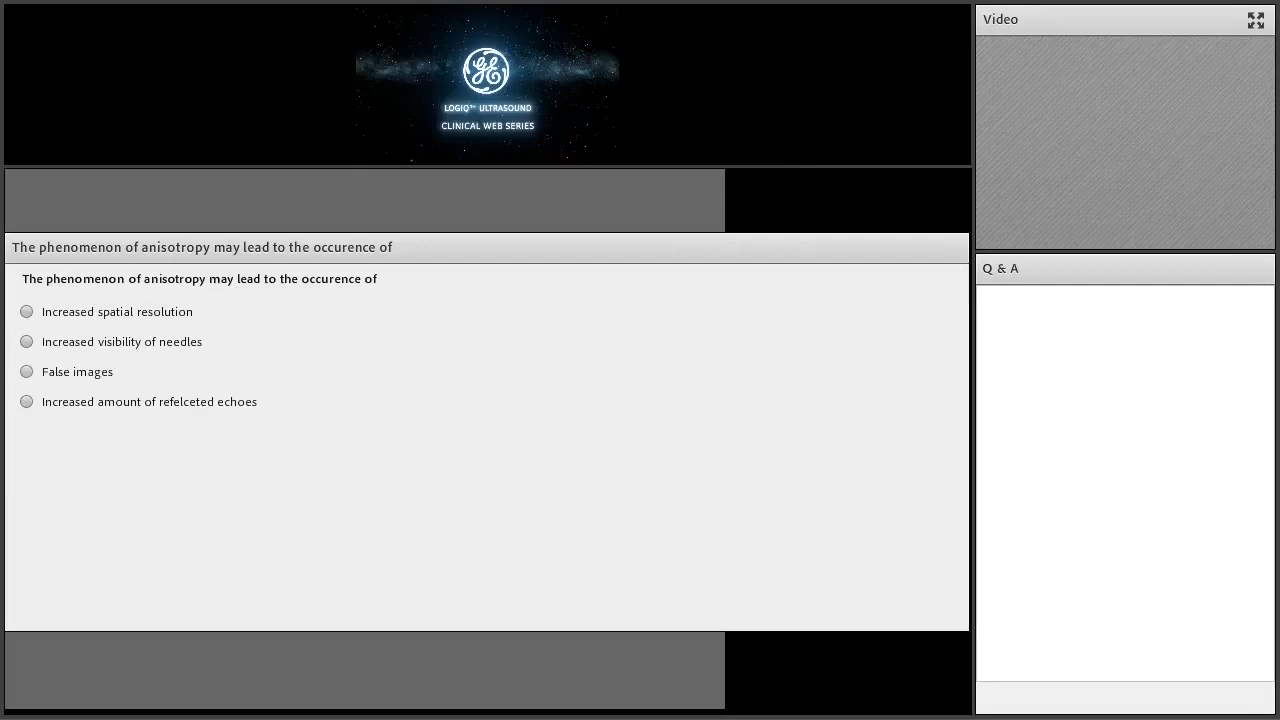 LOGIQ™ ULTRASOUND
CLINICAL WEB SERIES
Video
The phenomenon of anisotropy may lead to the occurence of
The phenomenon of anisotropy may lead to the occurence of
Increased spatial resolution
Increased visibility of needles
False images
Increased amount of refelceted echoes
Q & A